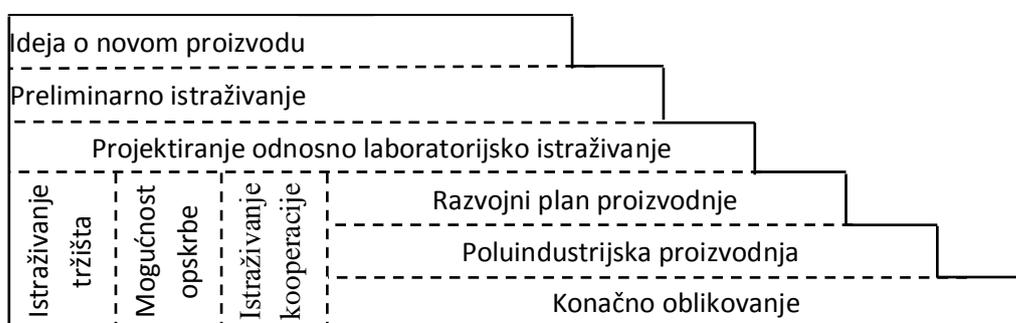 Ideja o novom proizvodu
Preliminarno istraživanje
Projektiranje odnosno laboratorijsko istraživanje
Istraživanje
tržišta
Mogućnost
opskrbe
Istraživanje
kooperacije
Razvojni plan proizvodnje
Poluindustrijska proizvodnja
Konačno oblikovanje